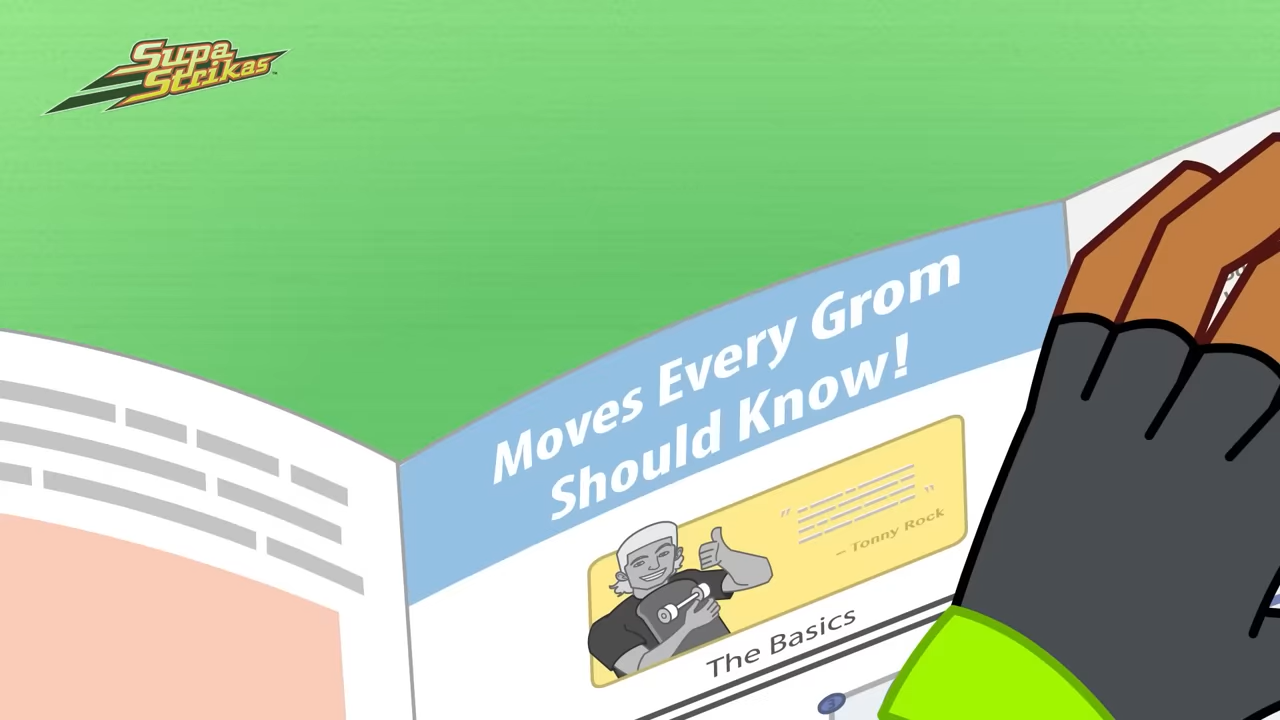 Supa
Strikas
Moves Every Grom
Should Know!
" "
– Tonny Rock
The Basics